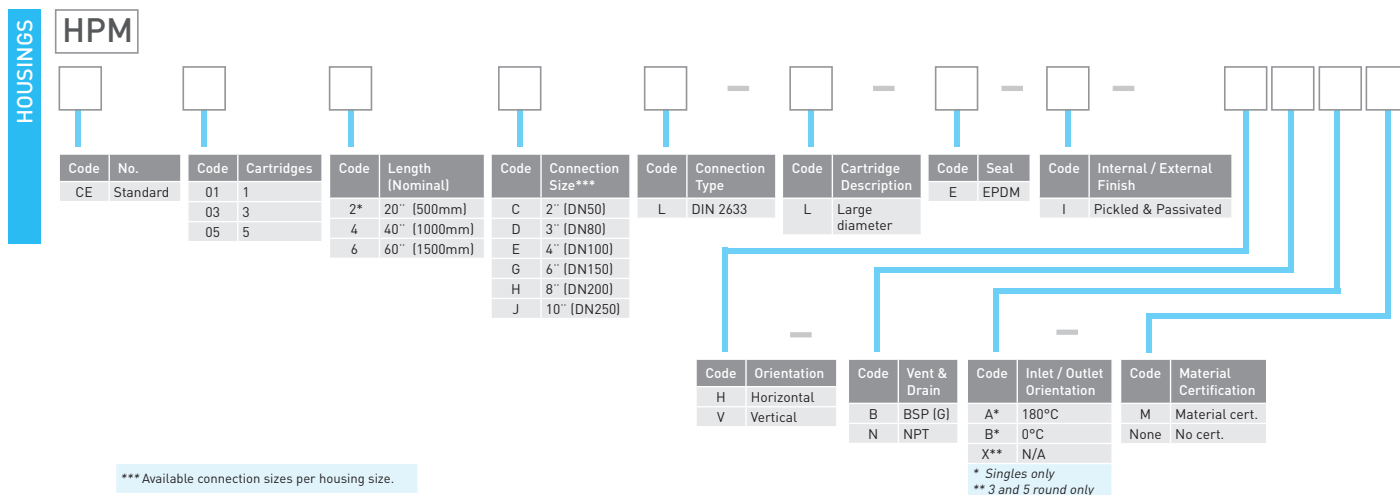 HOUSINGS
HPM
Code No.
CE Standard
Code Cartridges
01 1
03 3
05 5
Code Length
(Nominal)
2* 20¨ (500mm)
4 40¨ (1000mm)
6 60¨ (1500mm)
Code Connection
Size***
C 2¨ (DN50)
D 3¨ (DN80)
E 4¨ (DN100)
G 6¨ (DN150)
H 8¨ (DN200)
J 10¨ (DN250)
Code Connection
Type
L DIN 2633
Code Cartridge
Description
L Large
diameter
Code Seal
E EPDM
Code Internal / External
Finish
I Pickled & Passivated
Code Orientation
H Horizontal
V Vertical
Code Vent &
Drain
B BSP (G)
N NPT
Code Inlet / Outlet
Orientation
A* 180°C
B* 0°C
X** N/A
* Singles only
** 3 and 5 round only
Code Material
Certification
M Material cert.
None No cert.
*** Available connection sizes per housing size.